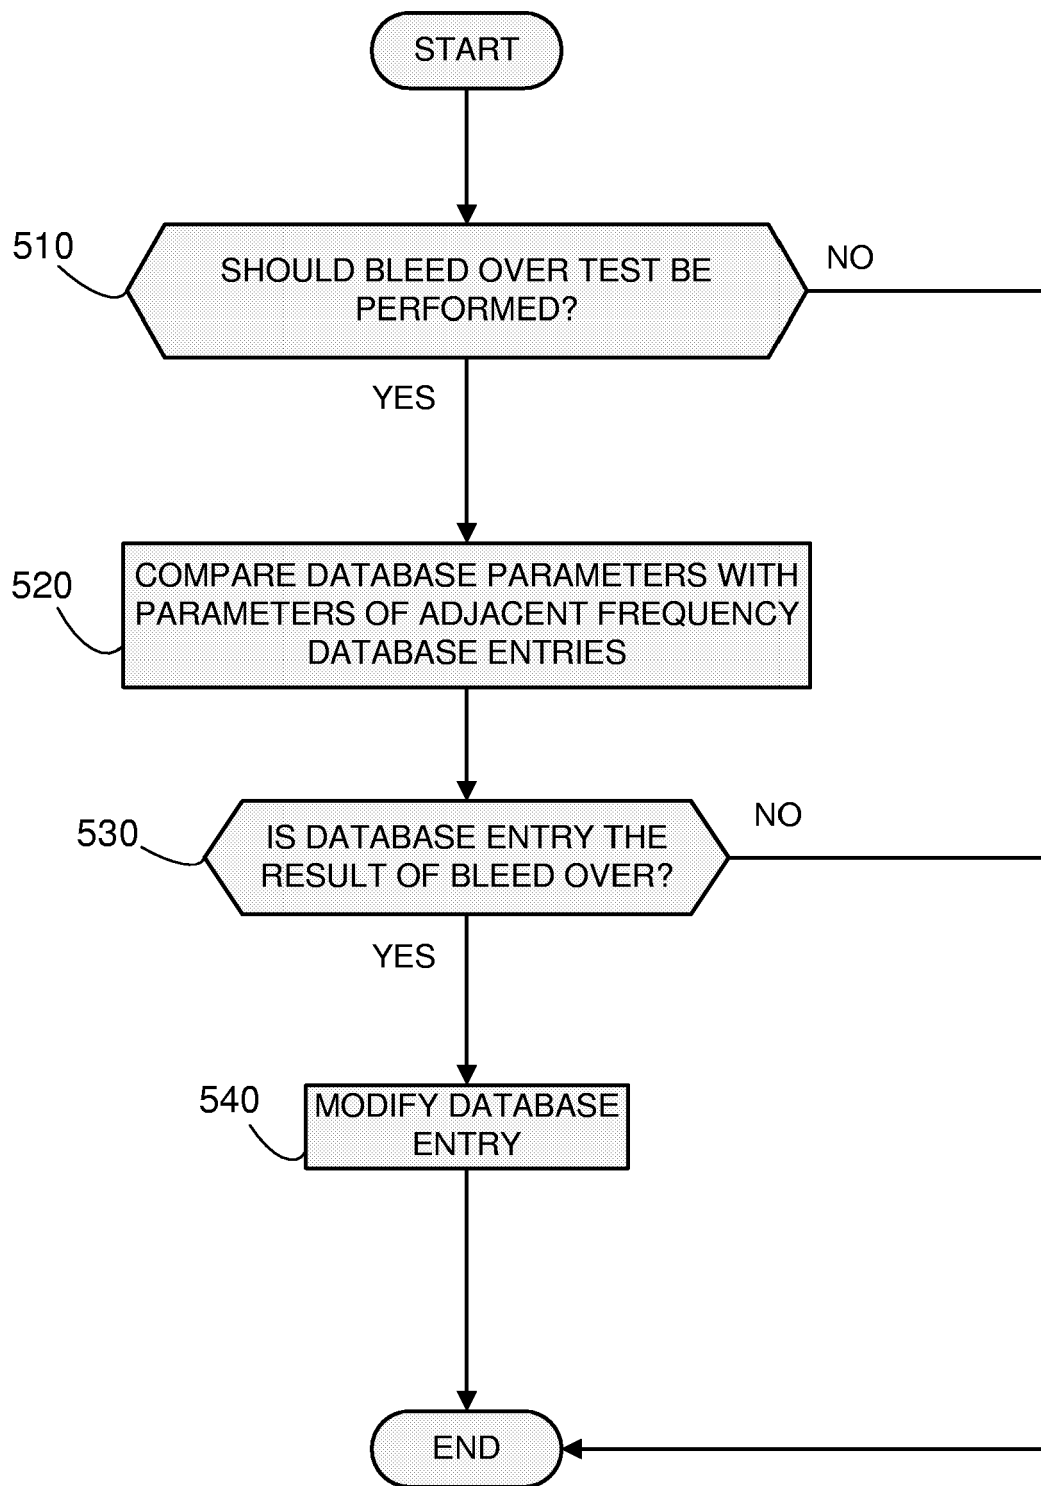 START
510
SHOULD BLEED OVER TEST BE
PERFORMED?
NO
YES
520
COMPARE DATABASE PARAMETERS WITH
PARAMETERS OF ADJACENT FREQUENCY
DATABASE ENTRIES
530
IS DATABASE ENTRY THE
RESULT OF BLEED OVER?
NO
YES
540
MODIFY DATABASE
ENTRY
END